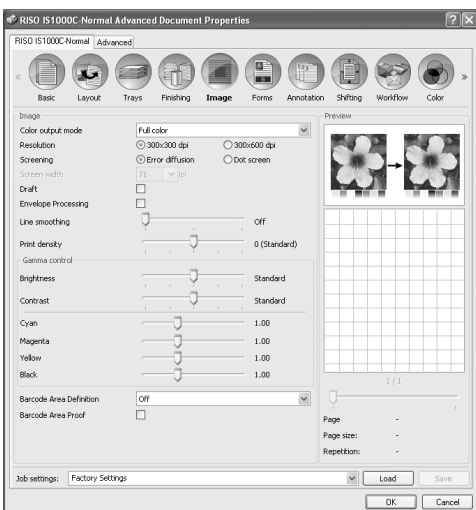 RISO IS1000C-Normal Advanced Document Properties
RISO IS1000C-Normal Advanced
Basic Layout Trays Finishing Image Forms Annotation Shifting Workflow Color
Image
Color output mode Full color
Resolution 300x300 dpi 300x600 dpi
Screening Error diffusion Dot screen
Screen width 71 lpi
Draft
Envelope Processing
Line smoothing Off
Print density 0 (Standard)
Gamma control
Brightness Standard
Contrast Standard
Cyan 1.00
Magenta 1.00
Yellow 1.00
Black 1.00
Barcode Area Definition Off
Barcode Area Proof
Preview
1 / 1
Page -
Page size: -
Repetition: -
Job settings: Factory Settings Load Save
OK Cancel